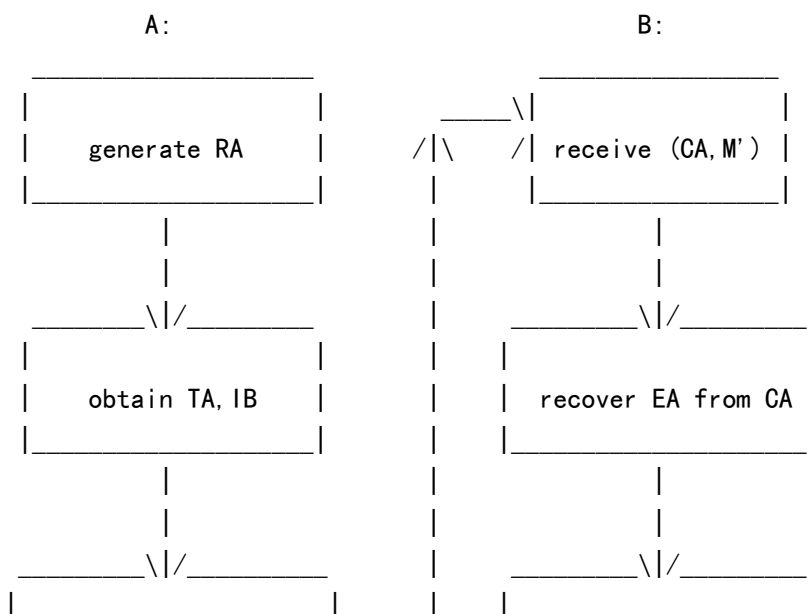 A: B:
generate RA receive (CA,M')
obtain TA,IB recover EA from CA